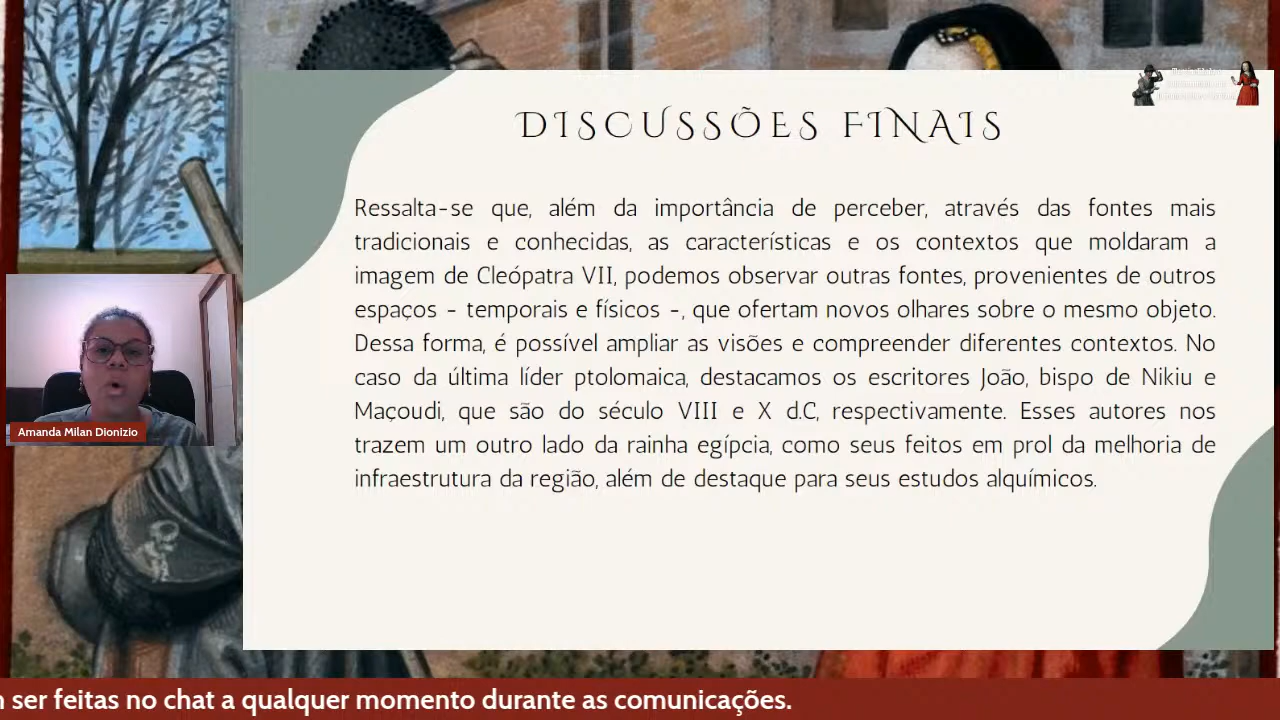 DISCUSSÕES FINAIS
Ressalta-se que, além da importância de perceber, através das fontes mais
tradicionais e conhecidas, as características e os contextos que moldaram a
imagem de Cleópatra VII, podemos observar outras fontes, provenientes de outros
espaços - temporais e físicos -, que ofertam novos olhares sobre o mesmo objeto.
Dessa forma, é possível ampliar as visões e compreender diferentes contextos. No
caso da última líder ptolomaica, destacamos os escritores João, bispo de Nikiu e
Maçoudi, que são do século VIII e X d.C, respectivamente. Esses autores nos
trazem um outro lado da rainha egípcia, como seus feitos em prol da melhoria de
infraestrutura da região, além de destaque para seus estudos alquímicos.
Amanda Milan Dionizio
ser feitas no chat a qualquer momento durante as comunicações.